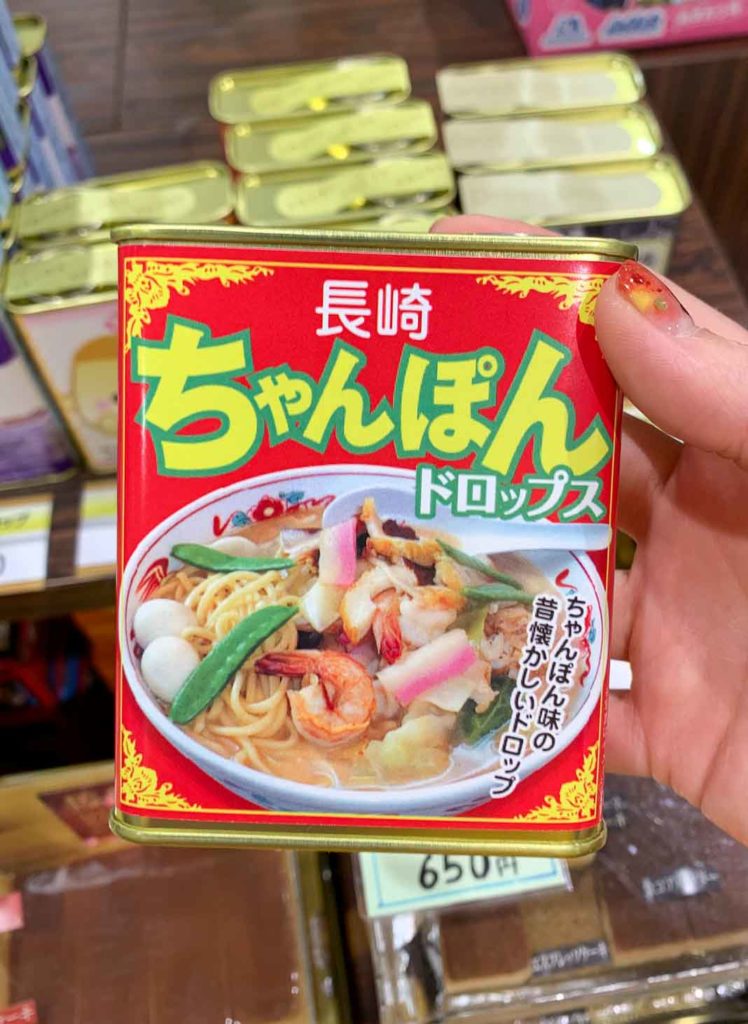 長崎
ちゃんぽん
ドロップス
ちゃんぽん味の
昔懐かしいドロップ
650円